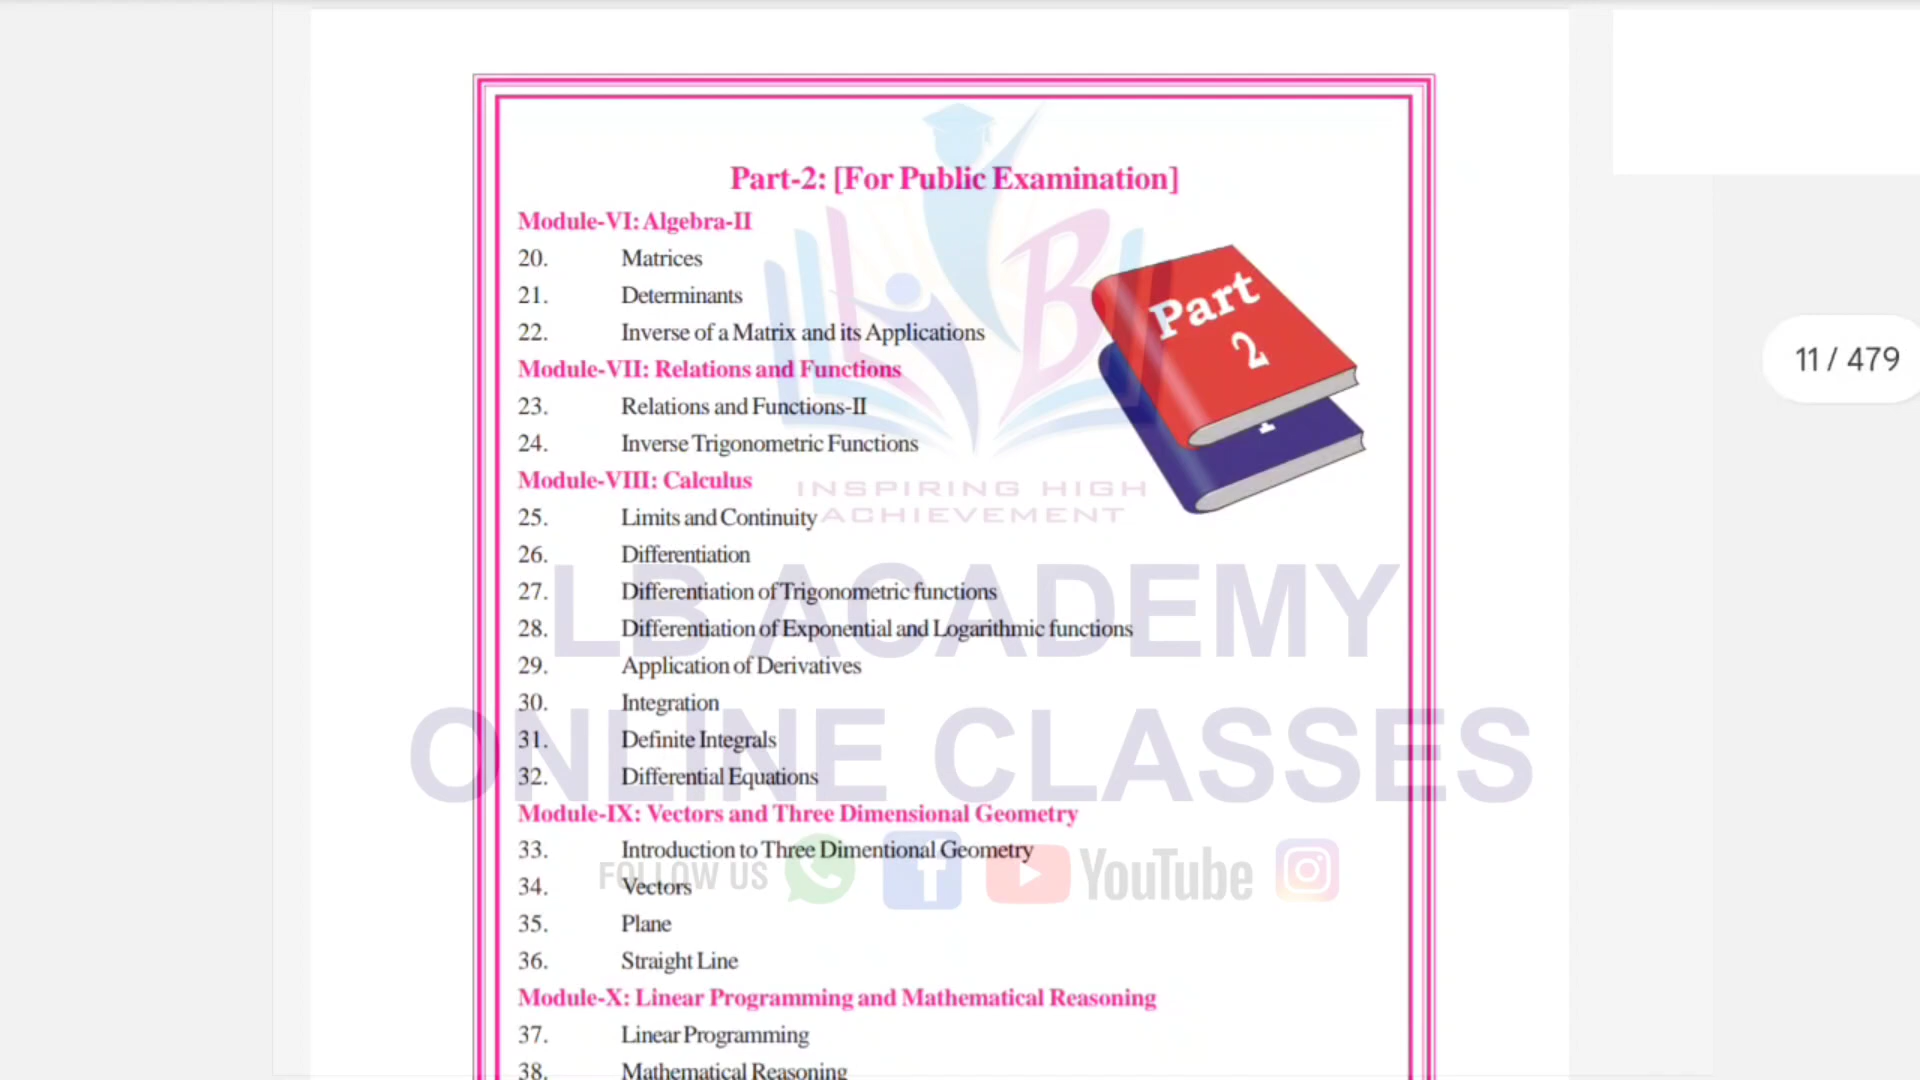 Part-2: [For Public Examination]
Module-VI: Algebra-II
20. Matrices
21. Determinants
22. Inverse of a Matrix and its Applications
Module-VII: Relations and Functions
23. Relations and Functions-II
24. Inverse Trigonometric Functions
Module-VIII: Calculus
25. Limits and Continuity
26. Differentiation
27. Differentiation of Trigonometric functions
28. Differentiation of Exponential and Logarithmic functions
29. Application of Derivatives
30. Integration
31. Definite Integrals
32. Differential Equations
Module-IX: Vectors and Three Dimensional Geometry
33. Introduction to Three Dimentional Geometry
34. Vectors
35. Plane
36. Straight Line
Module-X: Linear Programming and Mathematical Reasoning
37. Linear Programming
38. Mathematical Reasoning
Part
2
11 / 479
LB
INSPIRING HIGH
ACHIEVEMENT
LB ACADEMY
ONLINE CLASSES
FOLLOW US
YouTube